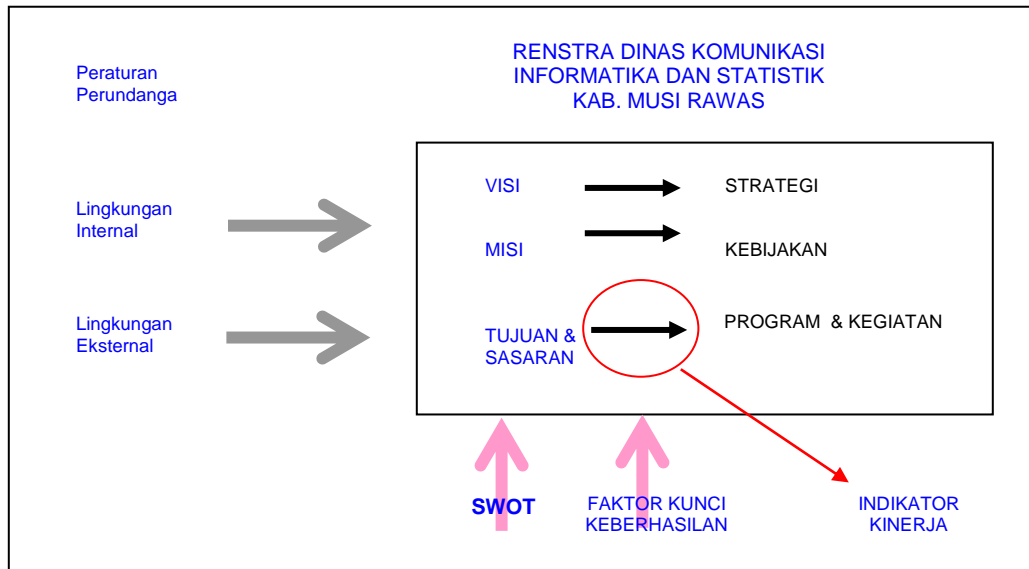 RENSTRA DINAS KOMUNIKASI
INFORMATIKA DAN STATISTIK
KAB. MUSI RAWAS
Peraturan
Perundanga
Lingkungan
Internal
Lingkungan
Eksternal
VISI
STRATEGI
MISI
KEBIJAKAN
TUJUAN &
SASARAN
PROGRAM & KEGIATAN
SWOT
FAKTOR KUNCI
KEBERHASILAN
INDIKATOR
KINERJA